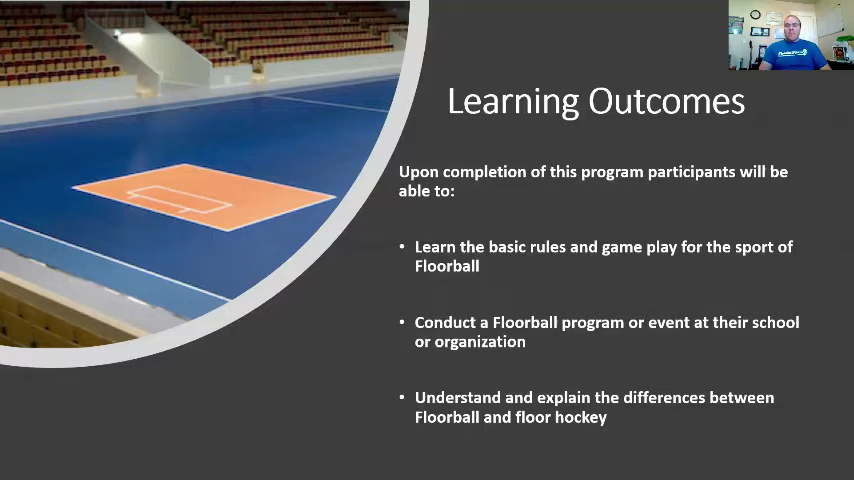 Learning Outcomes
Upon completion of this program participants will be
able to:
• Learn the basic rules and game play for the sport of
Floorball
• Conduct a Floorball program or event at their school
or organization
• Understand and explain the differences between
Floorball and floor hockey